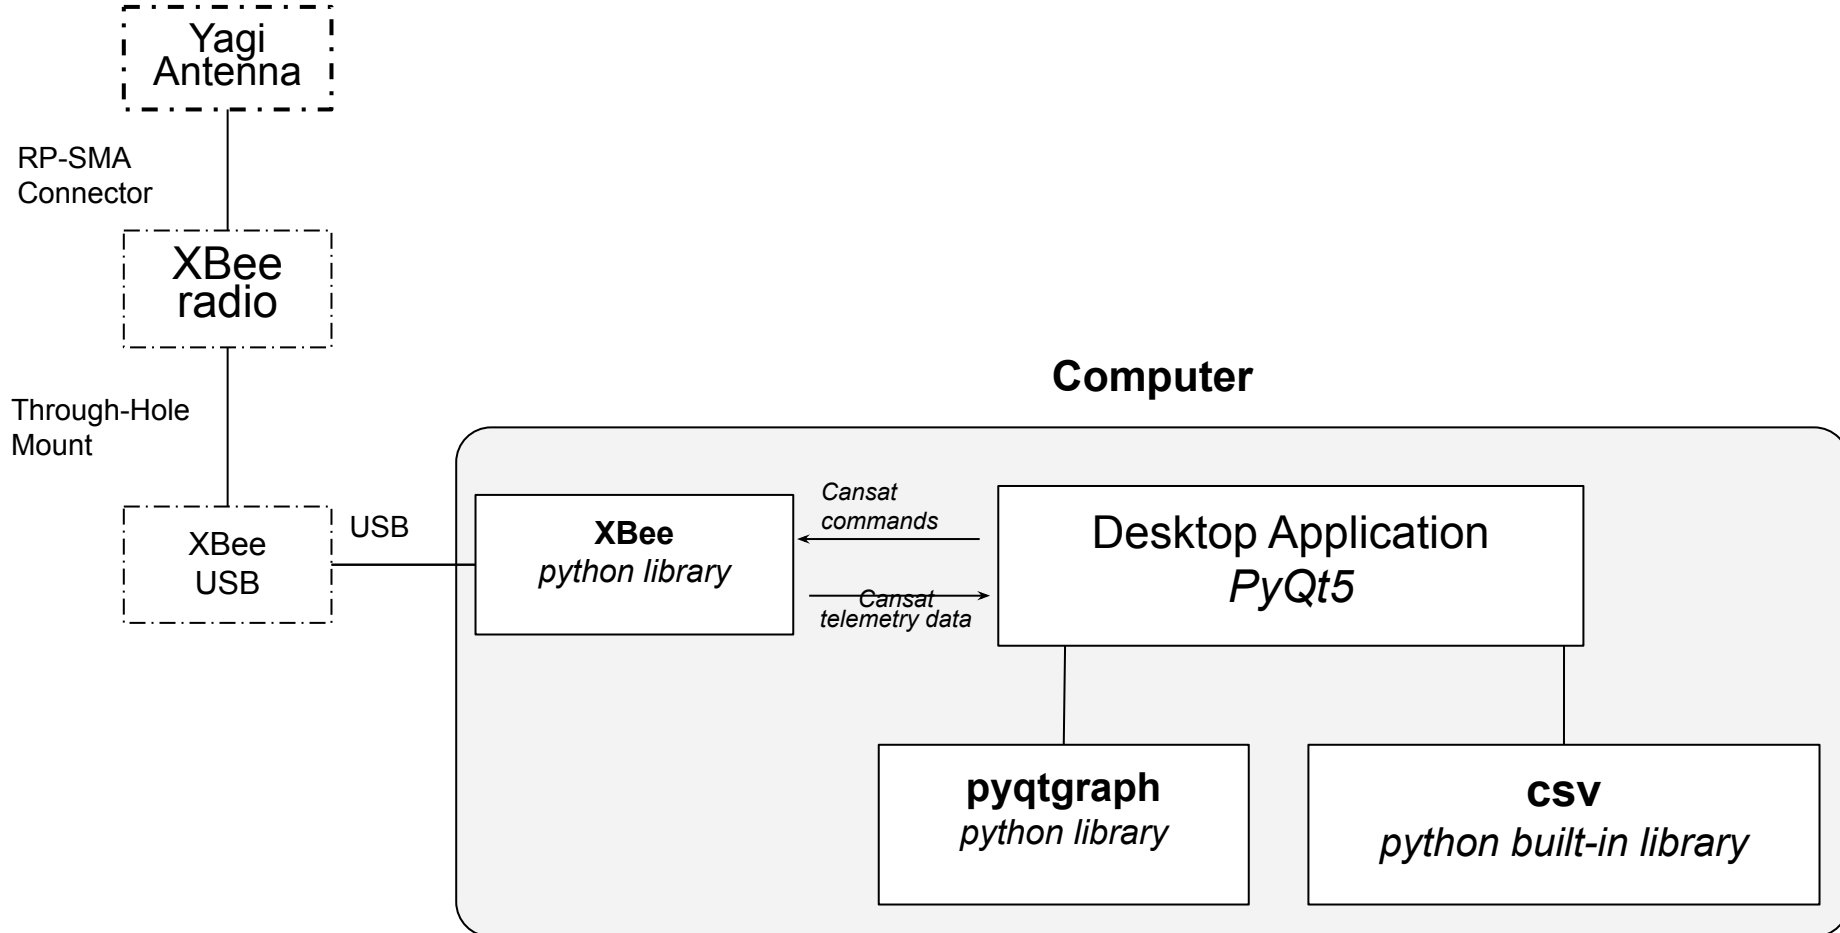 Yagi
Antenna
RP-SMA
Connector
XBee
radio
Through-Hole
Mount
XBee
USB
USB
Computer
XBee
python library
Cansat
commands
Cansat
telemetry data
Desktop Application
PyQt5
pyqtgraph
python library
csv
python built-in library